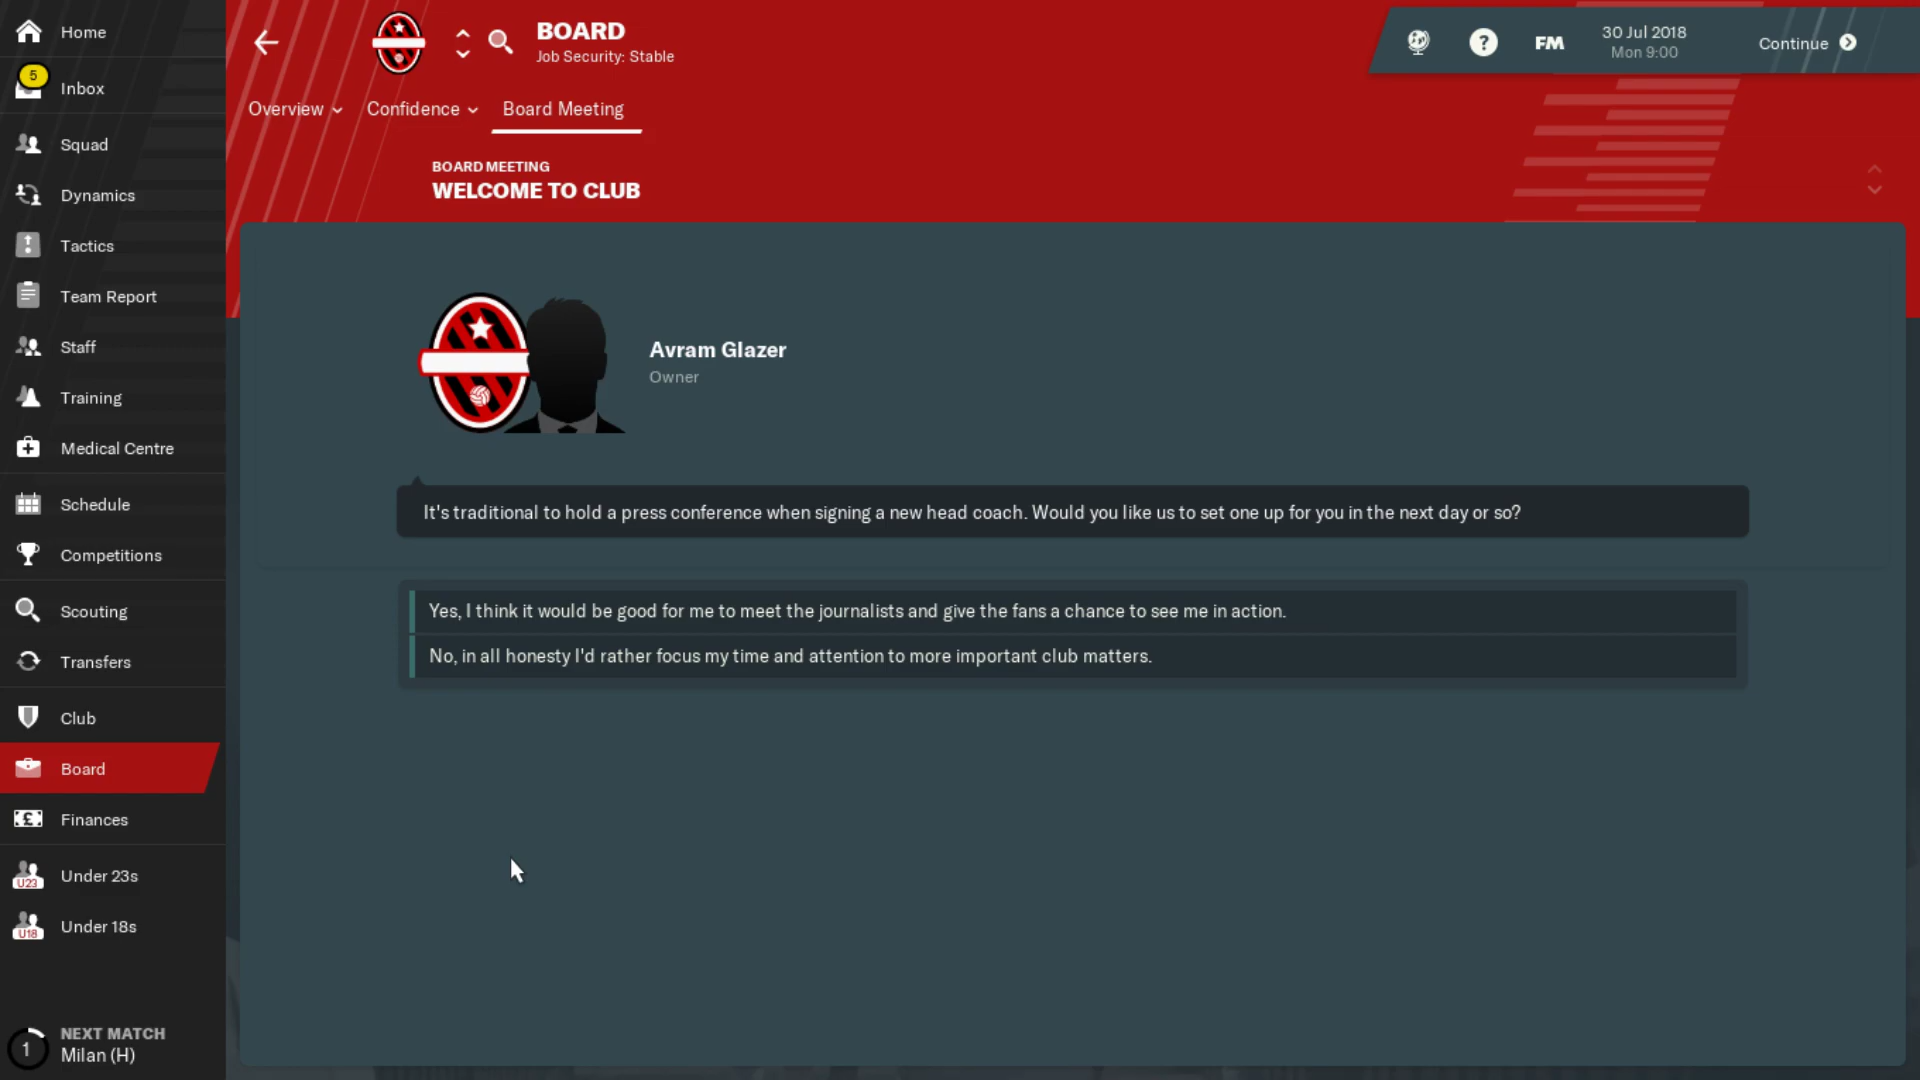 Home
5
Inbox
Squad
Dynamics
Tactics
Team Report
Staff
Training
Medical Centre
Schedule
Competitions
Scouting
Transfers
Club
Board
Finances
U23
Under 23s
U18
Under 18s
1
NEXT MATCH
Milan (H)
BOARD
Job Security: Stable
FM
30 Jul 2018
Mon 9:00
Continue
Overview
Confidence
Board Meeting
BOARD MEETING
WELCOME TO CLUB
Avram Glazer
Owner
It's traditional to hold a press conference when signing a new head coach. Would you like us to set one up for you in the next day or so?
Yes, I think it would be good for me to meet the journalists and give the fans a chance to see me in action.
No, in all honesty I'd rather focus my time and attention to more important club matters.